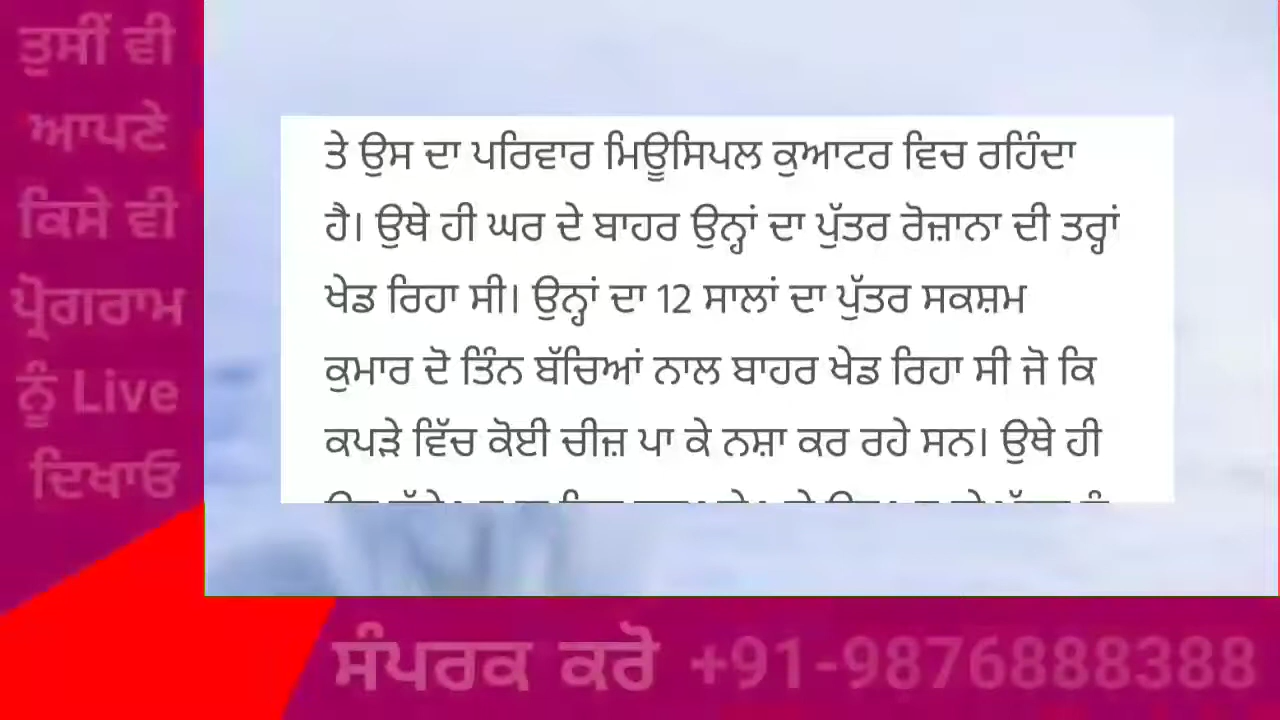 ਤੁਸੀਂ ਵੀ
ਆਪਣੇ
ਕਿਸੇ ਵੀ
ਪ੍ਰੋਗਰਾਮ
ਨੂੰ Live
ਦਿਖਾਓ
ਤੇ ਉਸ ਦਾ ਪਰਿਵਾਰ ਮਿਊਸਿਪਲ ਕੁਆਟਰ ਵਿਚ ਰਹਿੰਦਾ
ਹੈ। ਉਥੇ ਹੀ ਘਰ ਦੇ ਬਾਹਰ ਉਨ੍ਹਾਂ ਦਾ ਪੁੱਤਰ ਰੋਜ਼ਾਨਾ ਦੀ ਤਰ੍ਹਾਂ
ਖੇਡ ਰਿਹਾ ਸੀ। ਉਨ੍ਹਾਂ ਦਾ 12 ਸਾਲਾਂ ਦਾ ਪੁੱਤਰ ਸਕਸ਼ਮ
ਕੁਮਾਰ ਦੋ ਤਿੰਨ ਬੱਚਿਆਂ ਨਾਲ ਬਾਹਰ ਖੇਡ ਰਿਹਾ ਸੀ ਜੋ ਕਿ
ਕਪੜੇ ਵਿੱਚ ਕੋਈ ਚੀਜ਼ ਪਾ ਕੇ ਨਸ਼ਾ ਕਰ ਰਹੇ ਸਨ। ਉਥੇ ਹੀ
ਸੰਪਰਕ ਕਰੋ +91-9876888388